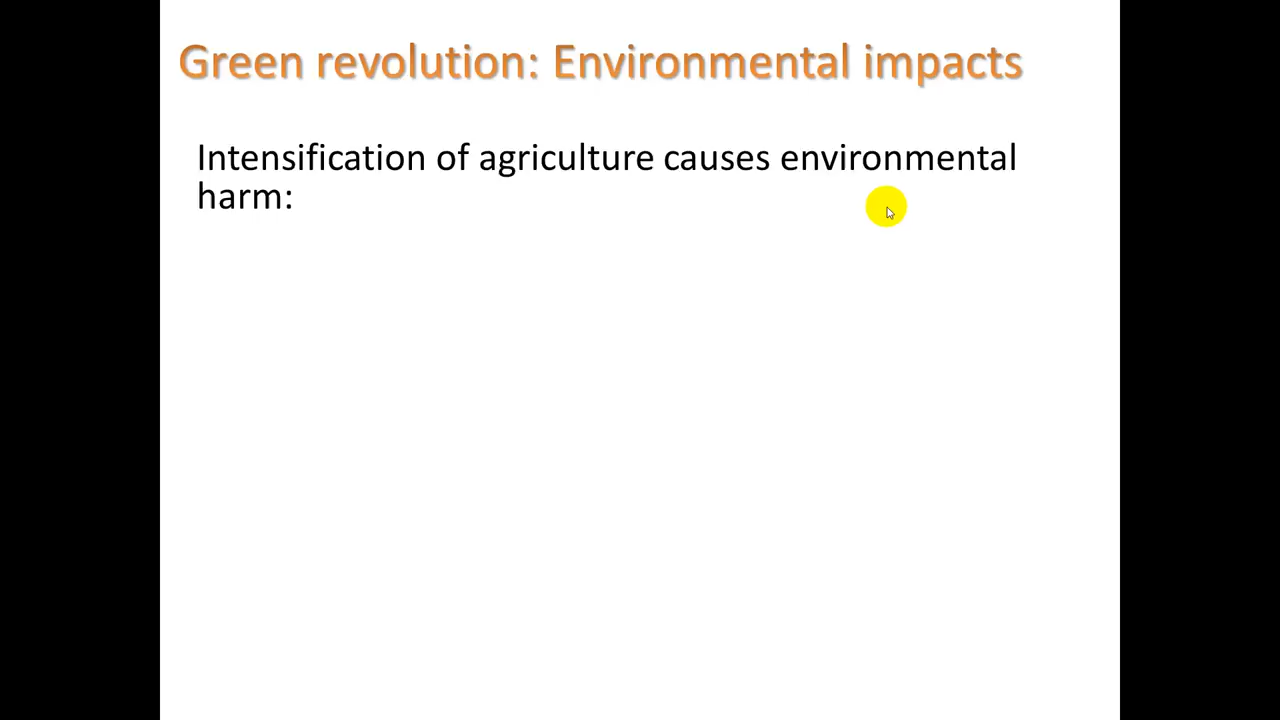 Green revolution: Environmental impacts
Intensification of agriculture causes environmental
harm: